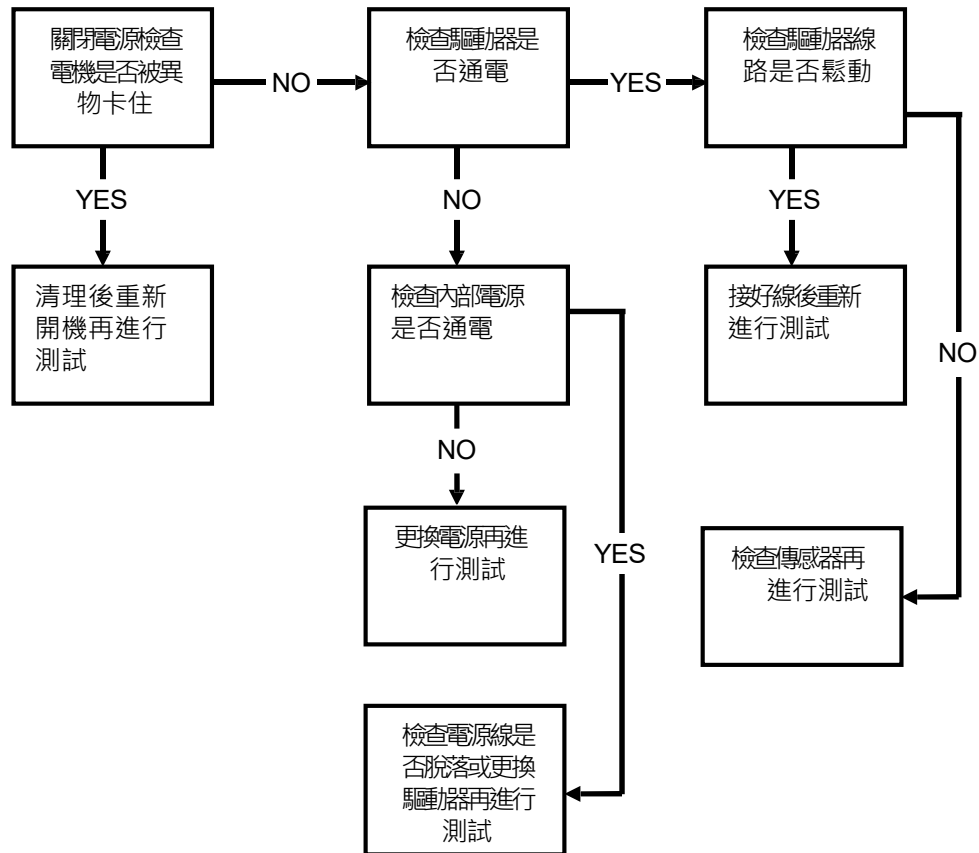 關閉電源檢查
電機是否被異
物卡住
NO
檢查驅動器是
否通電
YES
檢查驅動器線
路是否鬆動
YES
NO
YES
NO
清理後重新
開機再進行
測試
檢查內部電源
是否通電
接好線後重新
進行測試
NO
YES
更換電源再進
行測試
檢查傳感器再
進行測試
檢查電源線是
否脫落或更換
驅動器再進行
測試